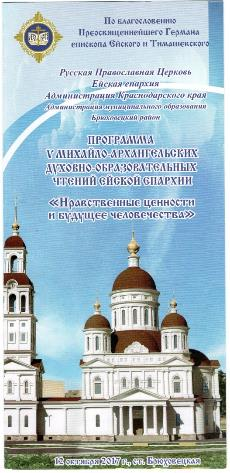 По благословению
Преосвященнейшего Германа
епископа Ейского и Тимашевского
Русская Православная Церковь
Ейская епархия
Администрация Краснодарского края
Администрация муниципального образования
Брюховецкий район
ПРОГРАММА
V МИХАЙЛО-АРХАНГЕЛЬСКИХ
ДУХОВНО-ОБРАЗОВАТЕЛЬНЫХ
ЧТЕНИЙ ЕЙСКОЙ ЕПАРХИИ
«Нравственные ценности
и будущее человечества»
12 октября 2017 г., ст. Брюховецкая